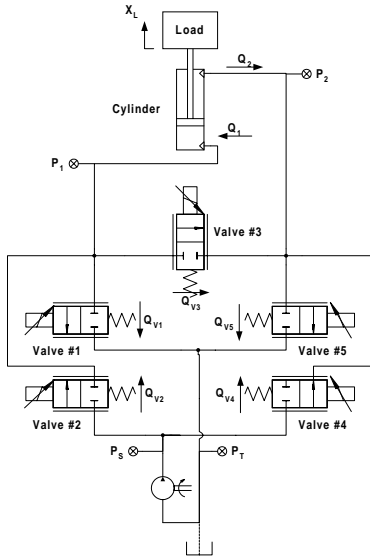 X_L
Load
Q_2
P_2
Cylinder
Q_1
P_1
Valve #3
Q_V3
Q_V1
Q_V5
Valve #1
Valve #5
Q_V2
Q_V4
Valve #2
Valve #4
P_S
P_T